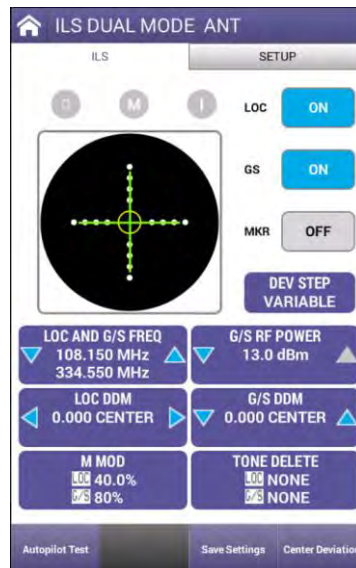 ILS DUAL MODE ANT
ILS
SETUP
M
I
LOC
ON
GS
ON
MKR
OFF
DEV STEP
VARIABLE
LOC AND G/S FREQ
108.150 MHz
334.550 MHz
G/S RF POWER
13.0 dBm
LOC DDM
0.000 CENTER
G/S DDM
0.000 CENTER
M MOD
LOC 40.0%
G/S 80%
TONE DELETE
LOC NONE
G/S NONE
Autopilot Test
Save Settings
Center Deviatio